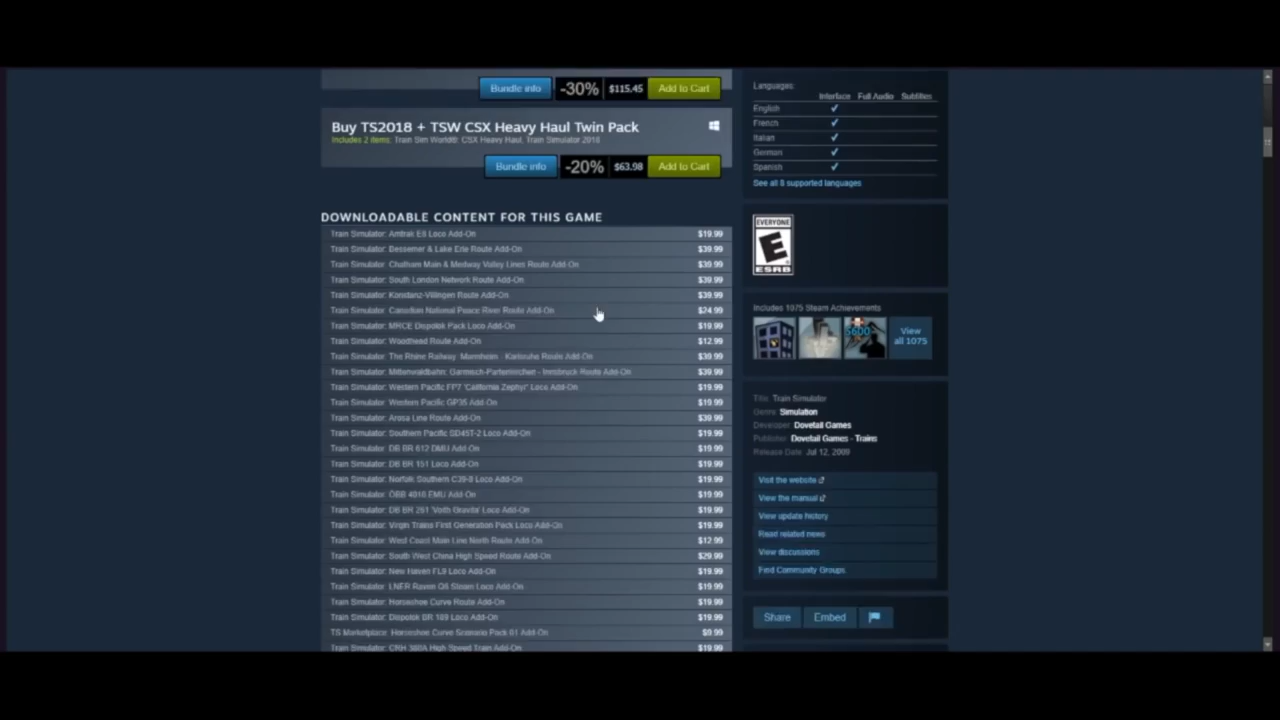 Bundle info -30% $115.45 Add to Cart
Buy TS2018 + TSW CSX Heavy Haul Twin Pack
Includes 2 items: Train Sim World®: CSX Heavy Haul, Train Simulator 2018
Bundle info -20% $63.98 Add to Cart
DOWNLOADABLE CONTENT FOR THIS GAME
Train Simulator: Amtrak E8 Loco Add-On $19.99
Train Simulator: Bessemer & Lake Erie Route Add-On $39.99
Train Simulator: Chatham Main & Medway Valley Lines Route Add-On $39.99
Train Simulator: South London Network Route Add-On $39.99
Train Simulator: Konstanz-Villingen Route Add-On $39.99
Train Simulator: Canadian National Peace River Route Add-On $24.99
Train Simulator: MRCE Dispolok Pack Loco Add-On $19.99
Train Simulator: Woodhead Route Add-On $12.99
Train Simulator: The Rhine Railway: Mannheim - Karlsruhe Route Add-On $39.99
Train Simulator: Mittenwaldbahn: Garmisch-Partenkirchen - Innsbruck Route Add-On $39.99
Train Simulator: Western Pacific FP7 'California Zephyr' Loco Add-On $19.99
Train Simulator: Western Pacific GP35 Add-On $19.99
Train Simulator: Arosa Line Route Add-On $39.99
Train Simulator: Southern Pacific SD45T-2 Loco Add-On $19.99
Train Simulator: DB BR 612 DMU Add-On $19.99
Train Simulator: DB BR 151 Loco Add-On $19.99
Train Simulator: Norfolk Southern C39-8 Loco Add-On $19.99
Train Simulator: ÖBB 4016 EMU Add-On $19.99
Train Simulator: DB BR 261 'Voith Gravita' Loco Add-On $19.99
Train Simulator: Virgin Trains First Generation Pack Loco Add-On $19.99
Train Simulator: West Coast Main Line North Route Add-On $12.99
Train Simulator: South West China High Speed Route Add-On $29.99
Train Simulator: New Haven FL9 Loco Add-On $19.99
Train Simulator: LNER Raven Q6 Steam Loco Add-On $19.99
Train Simulator: Horseshoe Curve Route Add-On $19.99
Train Simulator: Dispolok BR 189 Loco Add-On $19.99
TS Marketplace: Horseshoe Curve Scenario Pack 01 Add-On $9.99
Train Simulator: CRH 380A High Speed Train Add-On $19.99
Languages:
Interface Full Audio Subtitles
English
French
Italian
German
Spanish
See all 8 supported languages
EVERYONE
E
ESRB
Includes 1075 Steam Achievements
$600
View
all 1075
Title: Train Simulator
Genre: Simulation
Developer: Dovetail Games
Publisher: Dovetail Games - Trains
Release Date: Jul 12, 2009
Visit the website
View the manual
View update history
Read related news
View discussions
Find Community Groups
Share Embed